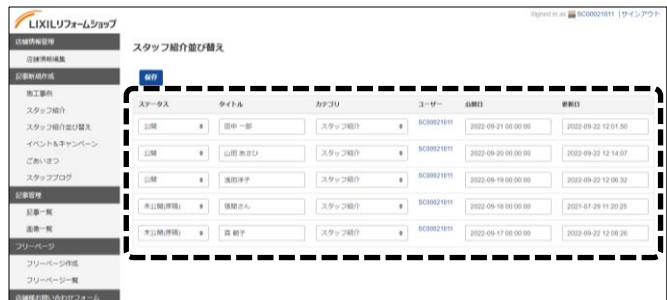 LIXILリフォームショップ
Signed in as SC00021011 | サインアウト
店舗情報管理
店舗情報編集
記事新規作成
施工事例
スタッフ紹介
スタッフ紹介並び替え
イベント&キャンペーン
ごあいさつ
スタッフブログ
記事管理
記事一覧
画像一覧
フリーページ
フリーページ作成
フリーページ一覧
店舗様お問い合わせフォーム
スタッフ紹介並び替え
保存
ステータス タイトル カテゴリ ユーザー 公開日 更新日
公開 田中 一郎 スタッフ紹介 SC00021011 2022-09-21 00:00:00 2022-09-22 12:01:50
公開 山田 あさひ スタッフ紹介 SC00021011 2022-09-20 00:00:00 2022-09-22 12:14:07
公開 浅田洋子 スタッフ紹介 SC00021011 2022-09-19 00:00:00 2022-09-22 12:06:32
未公開(原稿) 張間さん スタッフ紹介 SC00021011 2022-09-18 00:00:00 2021-07-29 11:20:25
未公開(原稿) 森 朝子 スタッフ紹介 SC00021011 2022-09-17 00:00:00 2022-09-22 12:08:26